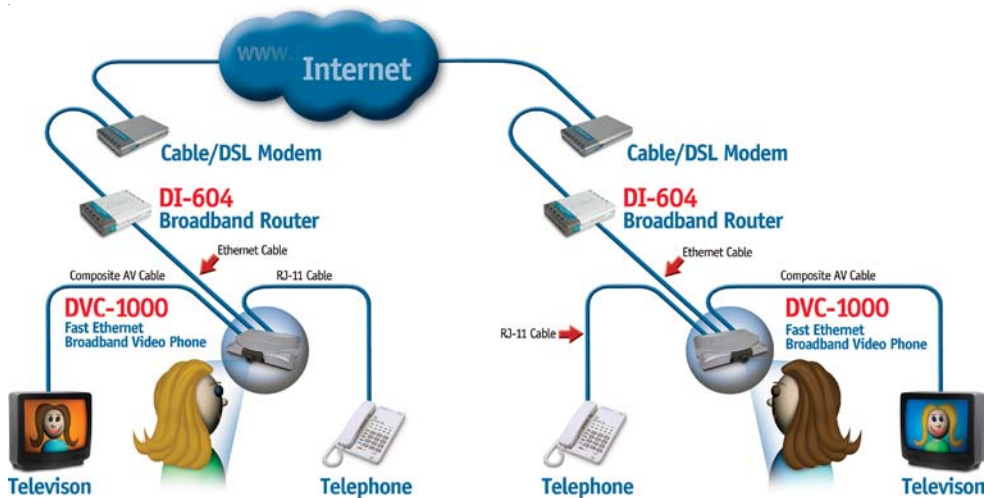 www.
Internet
Cable/DSL Modem
Cable/DSL Modem
DI-604
Broadband Router
DI-604
Broadband Router
Ethernet Cable
Ethernet Cable
Composite AV Cable
RJ-11 Cable
Composite AV Cable
DVC-1000
Fast Ethernet
Broadband Video Phone
DVC-1000
Fast Ethernet
Broadband Video Phone
RJ-11 Cable
Televison
Telephone
Telephone
Televison